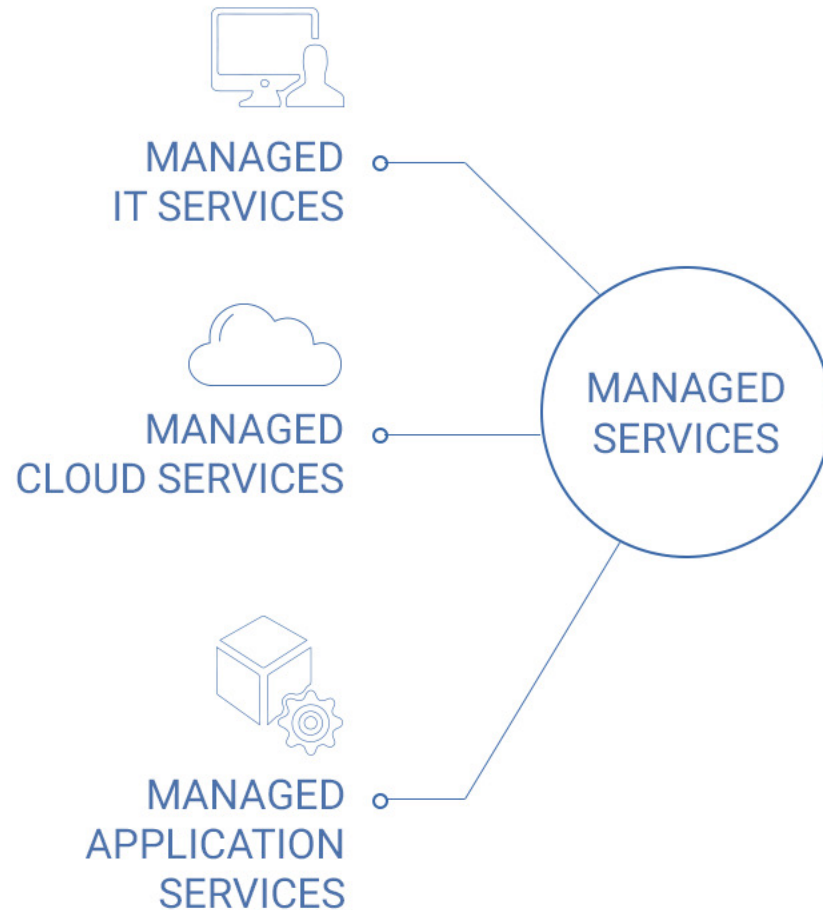 MANAGED
IT SERVICES
MANAGED
CLOUD SERVICES
MANAGED
SERVICES
MANAGED
APPLICATION
SERVICES